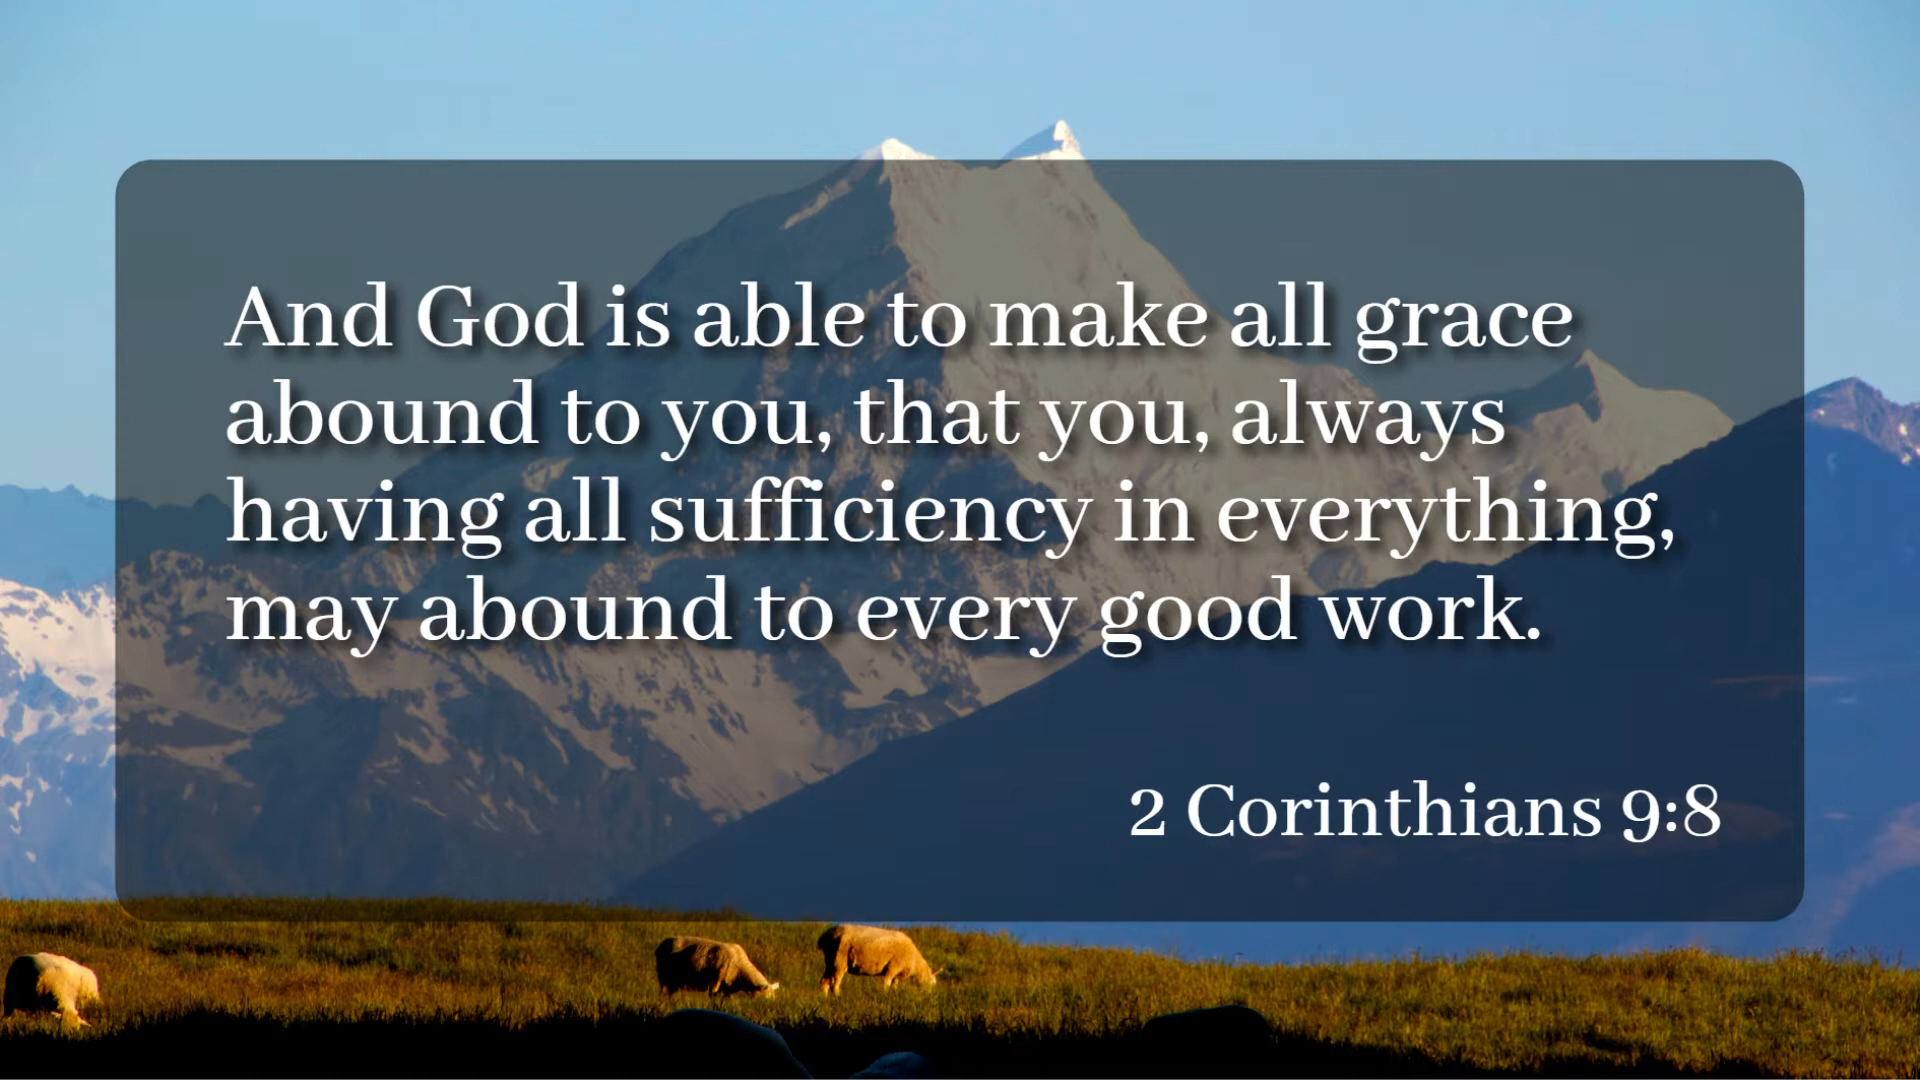 And God is able to make all grace
abound to you, that you, always
having all sufficiency in everything,
may abound to every good work.
2 Corinthians 9:8